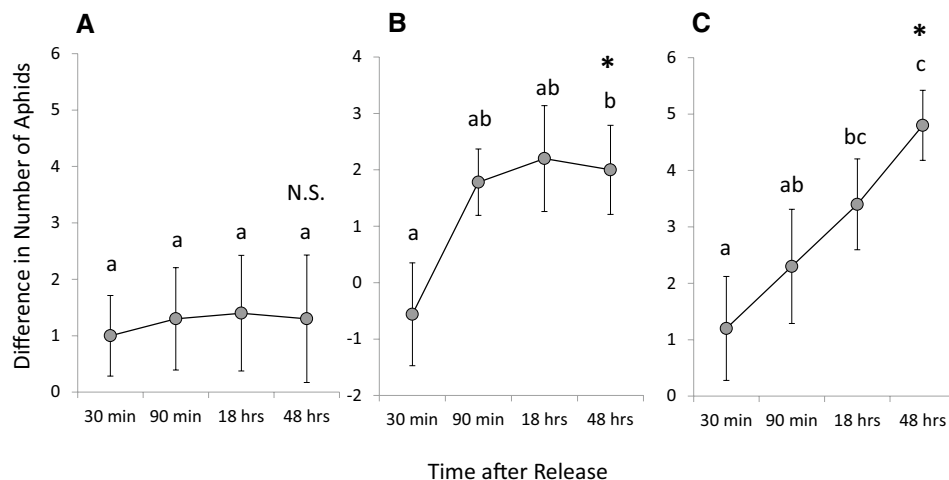 A
B
C
Difference in Number of Aphids
6
5
4
3
2
1
0
N.S.
a
a
a
a
30 min
90 min
18 hrs
48 hrs
4
3
2
1
0
-1
-2
*
a
ab
ab
b
30 min
90 min
18 hrs
48 hrs
6
5
4
3
2
1
0
*
a
ab
bc
c
30 min
90 min
18 hrs
48 hrs
Time after Release